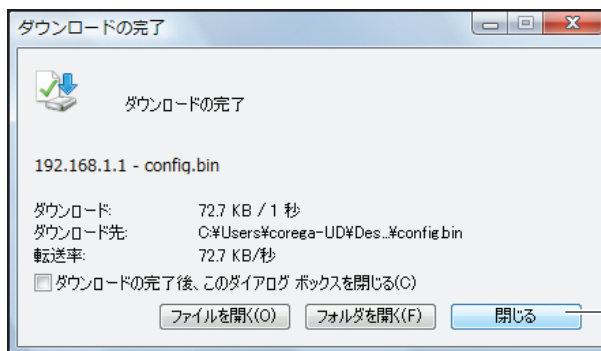 ダウンロードの完了
ダウンロードの完了
192.168.1.1 - config.bin
ダウンロード: 72.7 KB / 1 秒
ダウンロード先: C:¥Users¥corega-UD¥Des...¥config.bin
転送率: 72.7 KB/秒
ダウンロードの完了後、このダイアログ ボックスを閉じる(C)
ファイルを開く(O) フォルダを開く(F) 閉じる